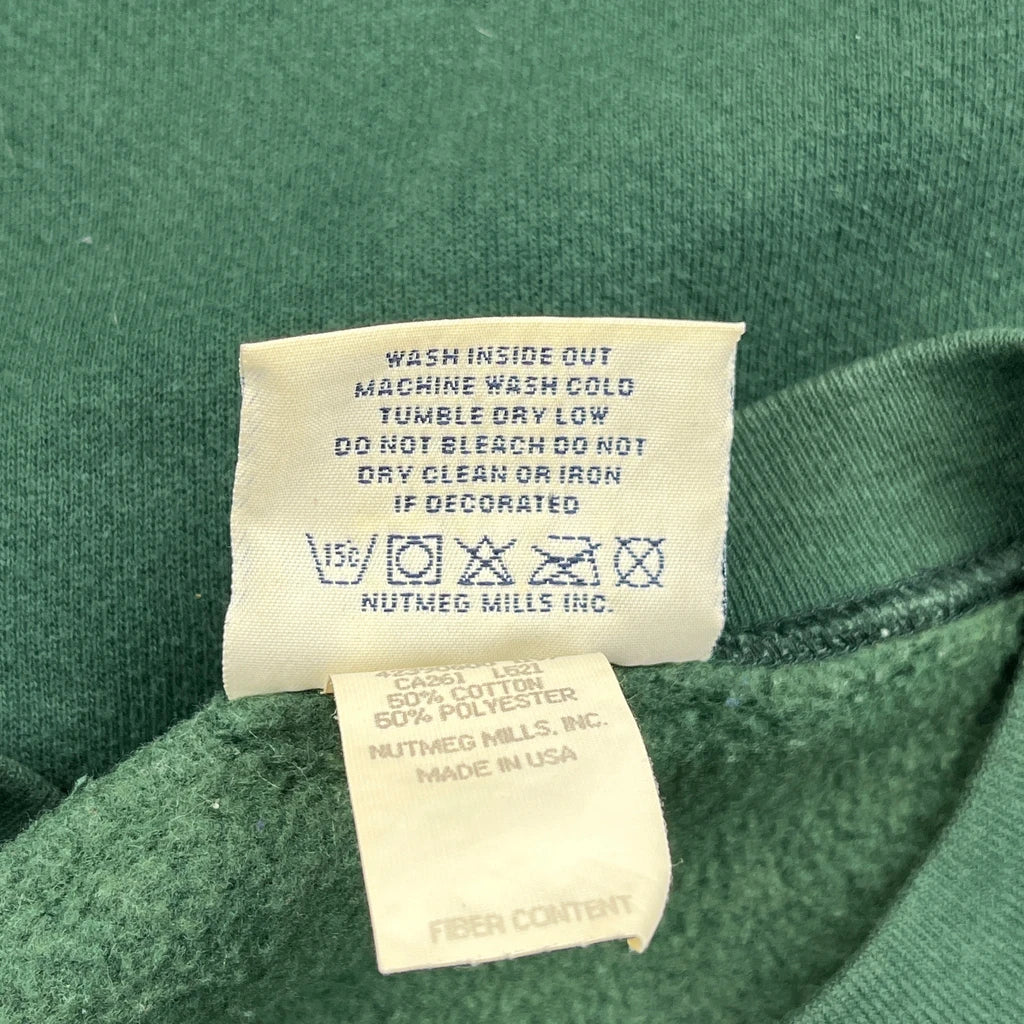 WASH INSIDE OUT
MACHINE WASH COLD
TUMBLE DRY LOW
DO NOT BLEACH DO NOT
DRY CLEAN OR IRON
IF DECORATED
15c
NUTMEG MILLS INC.
CA261 L521
50% COTTON
50% POLYESTER
NUTMEG MILLS, INC.
MADE IN USA
FIBER CONTENT